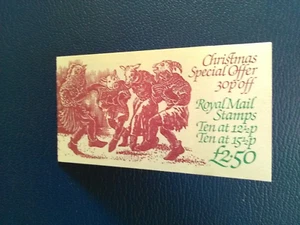 Christmas
Special Offer
30p off
Royal Mail
Stamps
Ten at 12½p
Ten at 15½p
£2·50